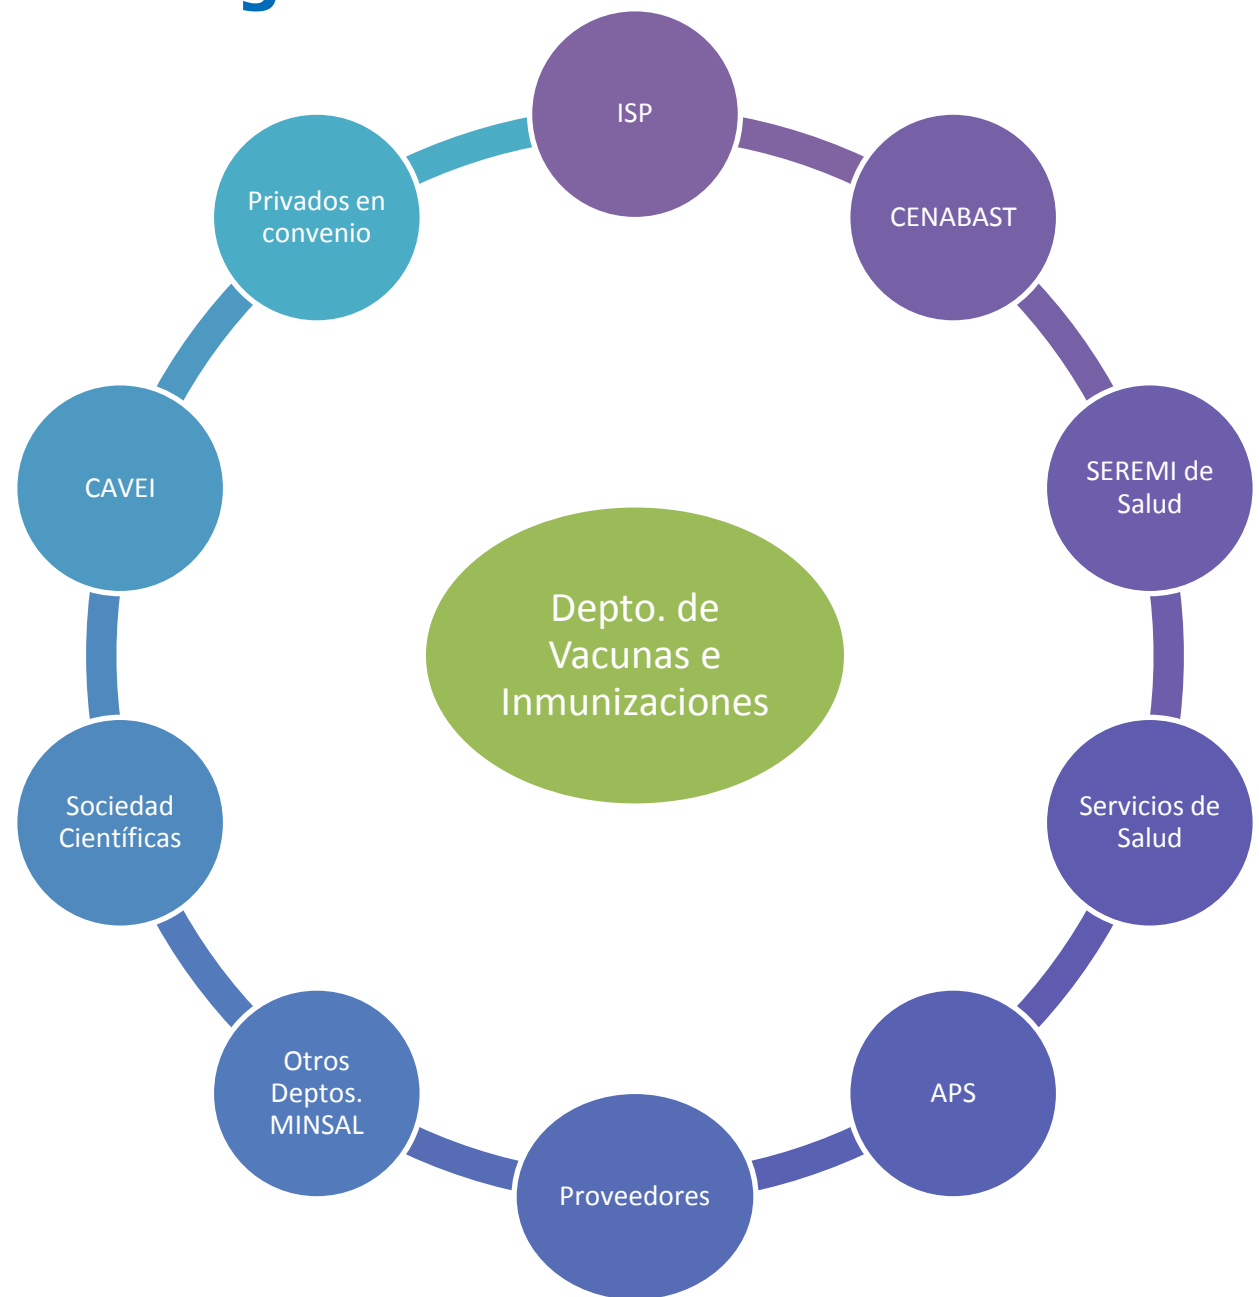 ISP
CENABAST
SEREMI de
Salud
Servicios de
Salud
APS
Proveedores
Otros
Deptos.
MINSAL
Sociedad
Científicas
CAVEI
Privados en
convenio
Depto. de
Vacunas e
Inmunizaciones